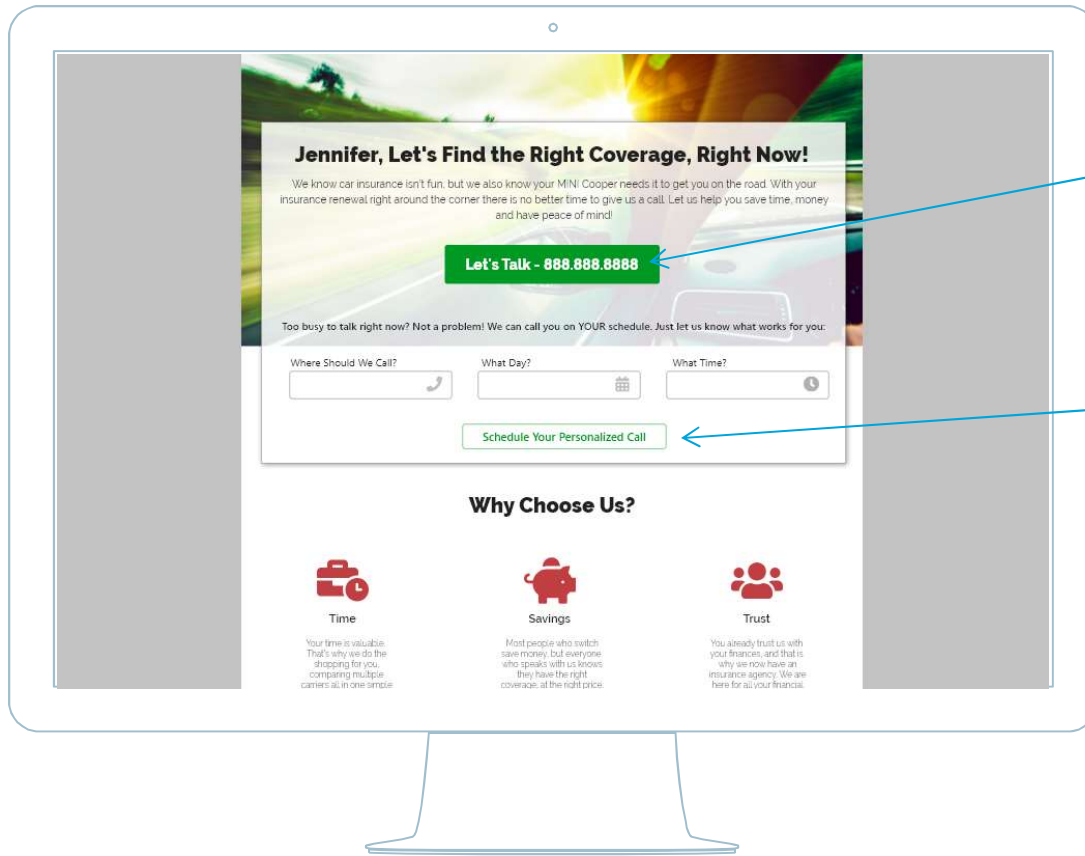 Jennifer, Let's Find the Right Coverage, Right Now!
We know car insurance isn't fun, but we also know your MINI Cooper needs it to get you on the road. With your
insurance renewal right around the corner there is no better time to give us a call. Let us help you save time, money
and have peace of mind!
Let's Talk - 888.888.8888
Too busy to talk right now? Not a problem! We can call you on YOUR schedule. Just let us know what works for you:
Where Should We Call? What Day? What Time?
Schedule Your Personalized Call
Why Choose Us?
Time
Your time is valuable.
That's why we do the
shopping for you,
comparing multiple
carriers all in one simple
Savings
Most people who switch
save money, but everyone
who speaks with us knows
they have the right
coverage, at the right price.
Trust
You already trust us with
your finances, and that is
why we now have an
insurance agency. We are
here for all your financial